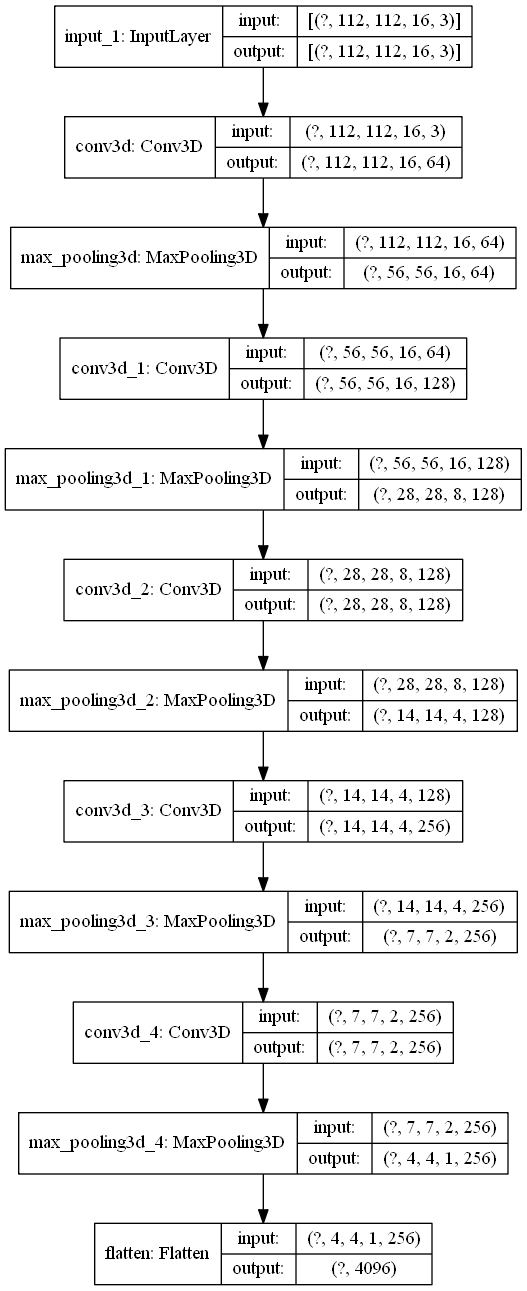 input_1: InputLayer
input: [(?, 112, 112, 16, 3)]
output: [(?, 112, 112, 16, 3)]
conv3d: Conv3D
input: (?, 112, 112, 16, 3)
output: (?, 112, 112, 16, 64)
max_pooling3d: MaxPooling3D
input: (?, 112, 112, 16, 64)
output: (?, 56, 56, 16, 64)
conv3d_1: Conv3D
input: (?, 56, 56, 16, 64)
output: (?, 56, 56, 16, 128)
max_pooling3d_1: MaxPooling3D
input: (?, 56, 56, 16, 128)
output: (?, 28, 28, 8, 128)
conv3d_2: Conv3D
input: (?, 28, 28, 8, 128)
output: (?, 28, 28, 8, 128)
max_pooling3d_2: MaxPooling3D
input: (?, 28, 28, 8, 128)
output: (?, 14, 14, 4, 128)
conv3d_3: Conv3D
input: (?, 14, 14, 4, 128)
output: (?, 14, 14, 4, 256)
max_pooling3d_3: MaxPooling3D
input: (?, 14, 14, 4, 256)
output: (?, 7, 7, 2, 256)
conv3d_4: Conv3D
input: (?, 7, 7, 2, 256)
output: (?, 7, 7, 2, 256)
max_pooling3d_4: MaxPooling3D
input: (?, 7, 7, 2, 256)
output: (?, 4, 4, 1, 256)
flatten: Flatten
input: (?, 4, 4, 1, 256)
output: (?, 4096)